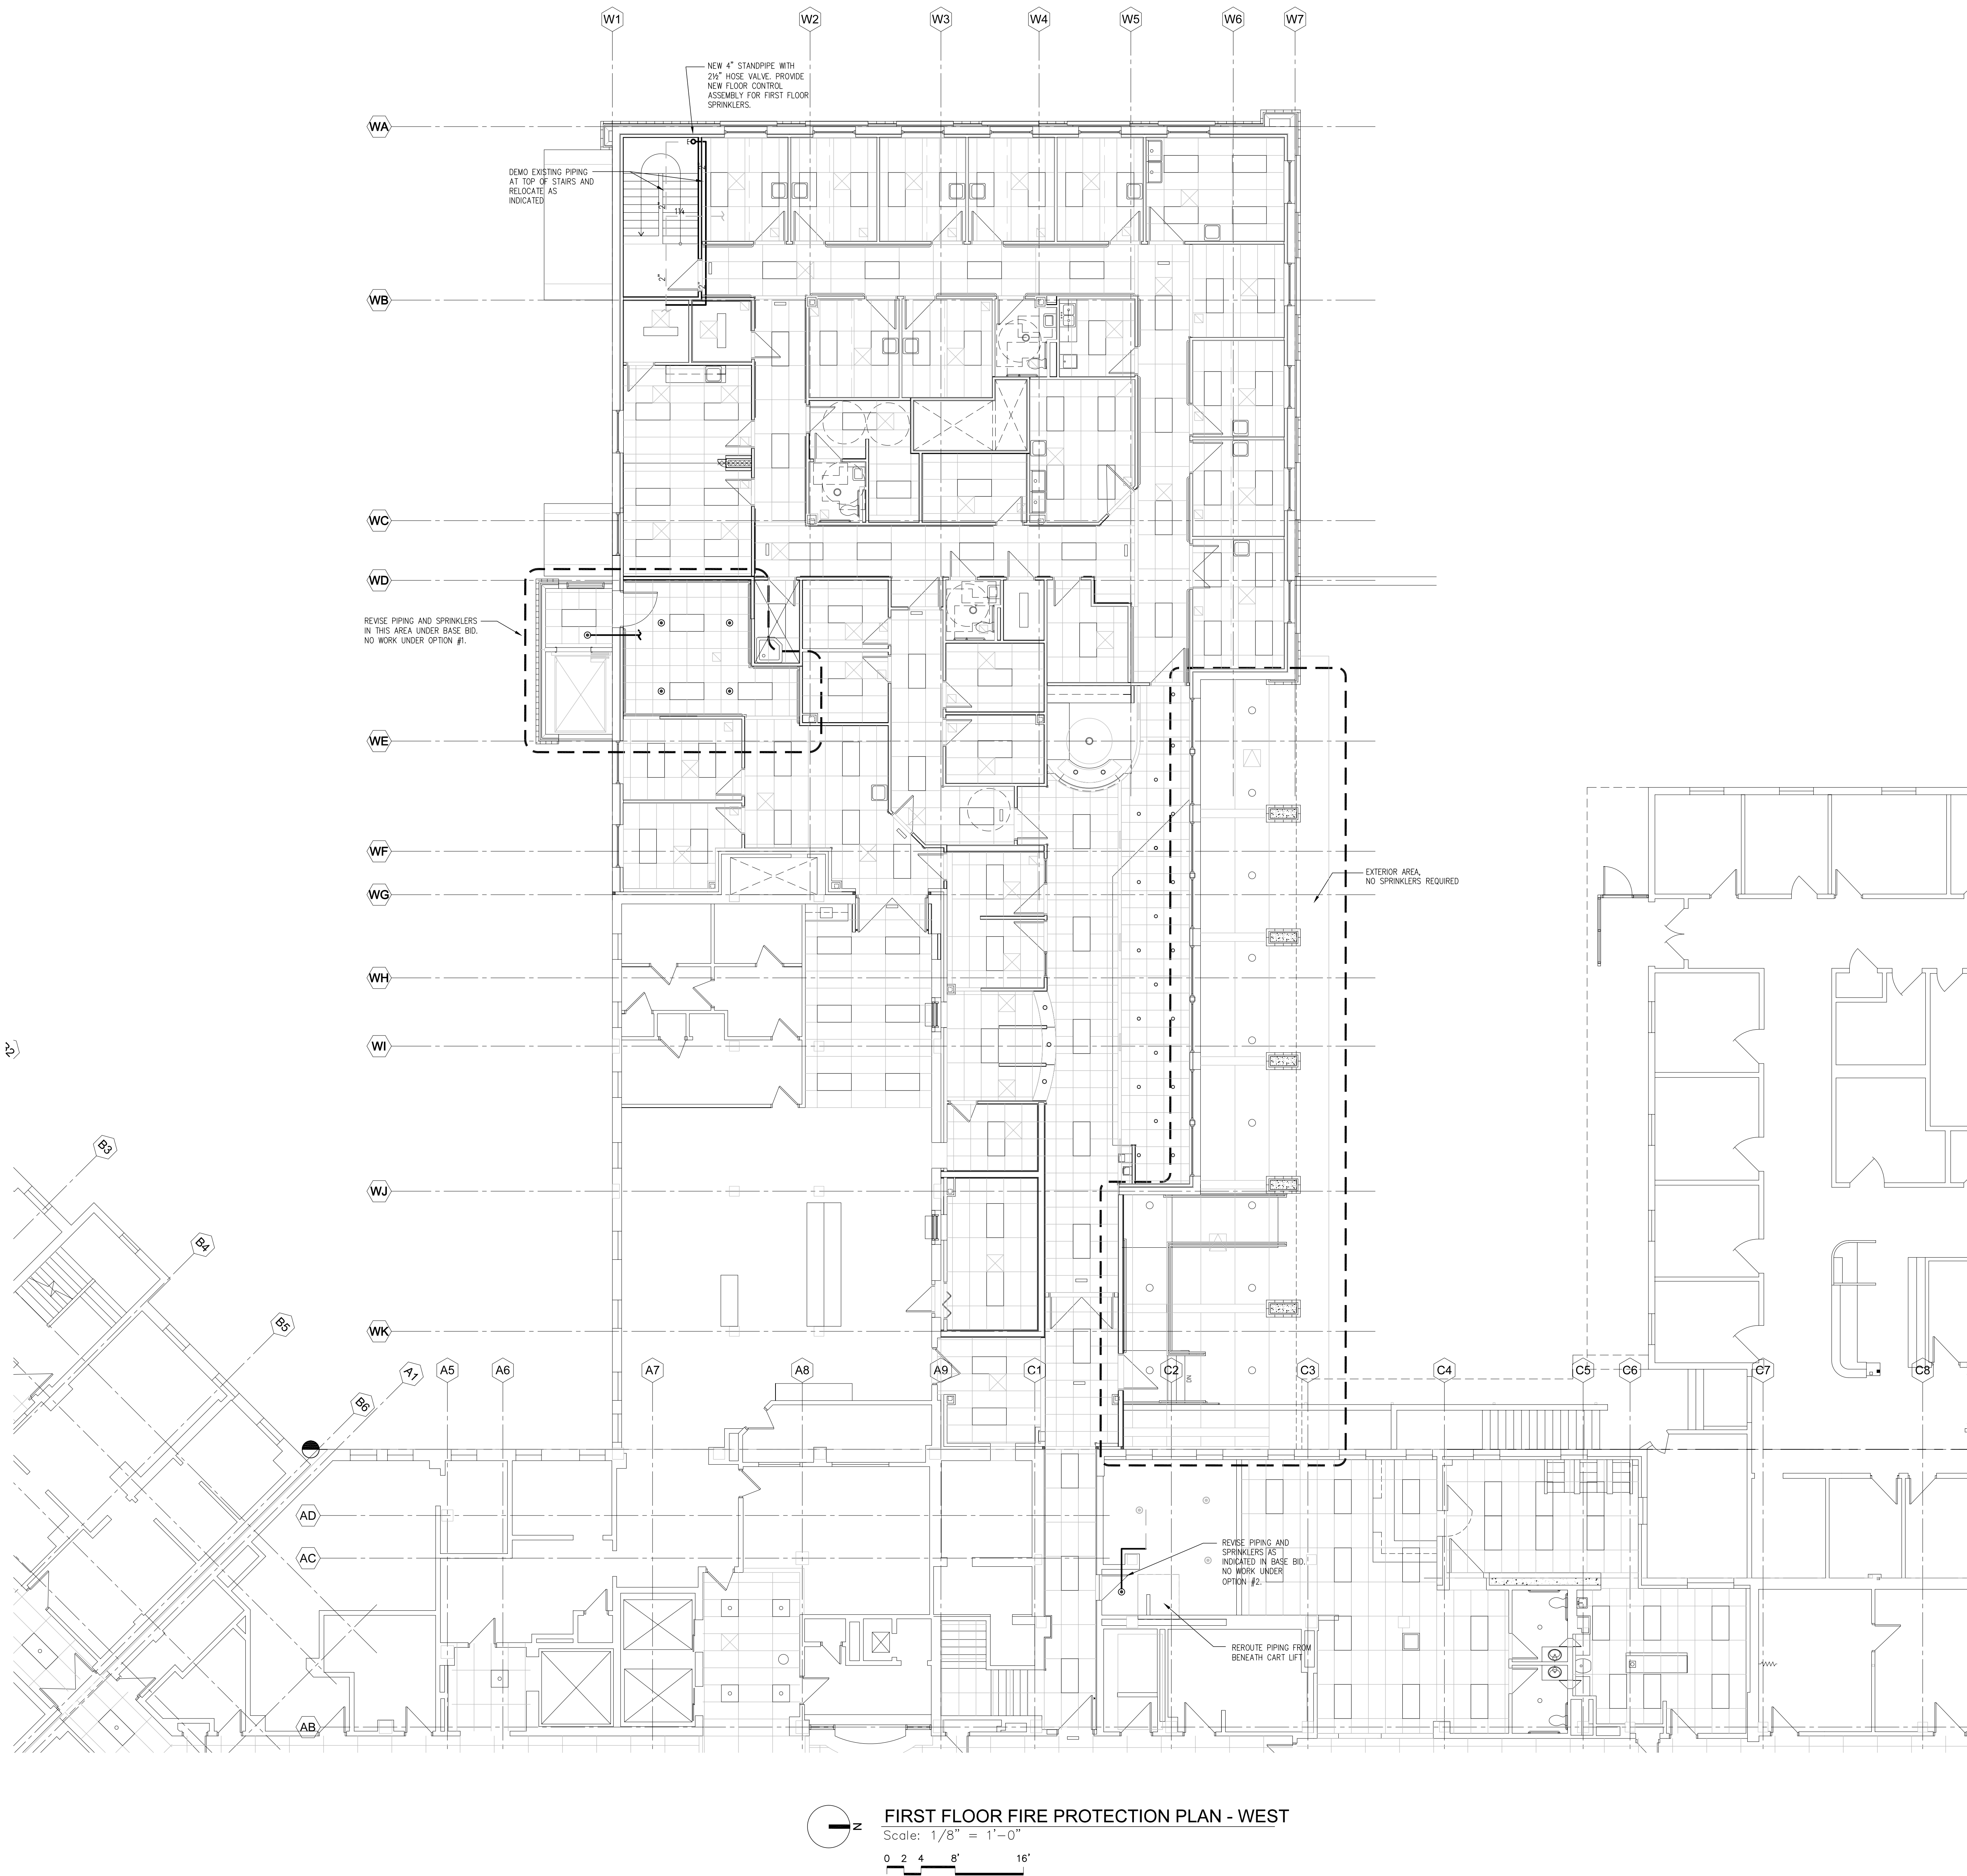 W1
W2
W3
W4
W5
W6
W7
NEW 4" STANDPIPE WITH
2½" HOSE VALVE. PROVIDE
NEW FLOOR CONTROL
ASSEMBLY FOR FIRST FLOOR
SPRINKLERS.
WA
DEMO EXISTING PIPING
AT TOP OF STAIRS AND
RELOCATE AS
INDICATED
2"
1¼
2"
2"
WB
WC
WD
REVISE PIPING AND SPRINKLERS
IN THIS AREA UNDER BASE BID.
NO WORK UNDER OPTION #1.
WE
WF
EXTERIOR AREA,
NO SPRINKLERS REQUIRED
WG
WH
WI
B3
WJ
B4
B5
WK
A1
B6
A5
A6
A7
A8
A9
C1
C2
C3
C4
C5
C6
C7
C8
DN
AD
AC
REVISE PIPING AND
SPRINKLERS AS
INDICATED IN BASE BID.
NO WORK UNDER
OPTION #2.
REROUTE PIPING FROM
BENEATH CART LIFT
AB
N
FIRST FLOOR FIRE PROTECTION PLAN - WEST
Scale: 1/8" = 1'-0"
0 2 4 8' 16'